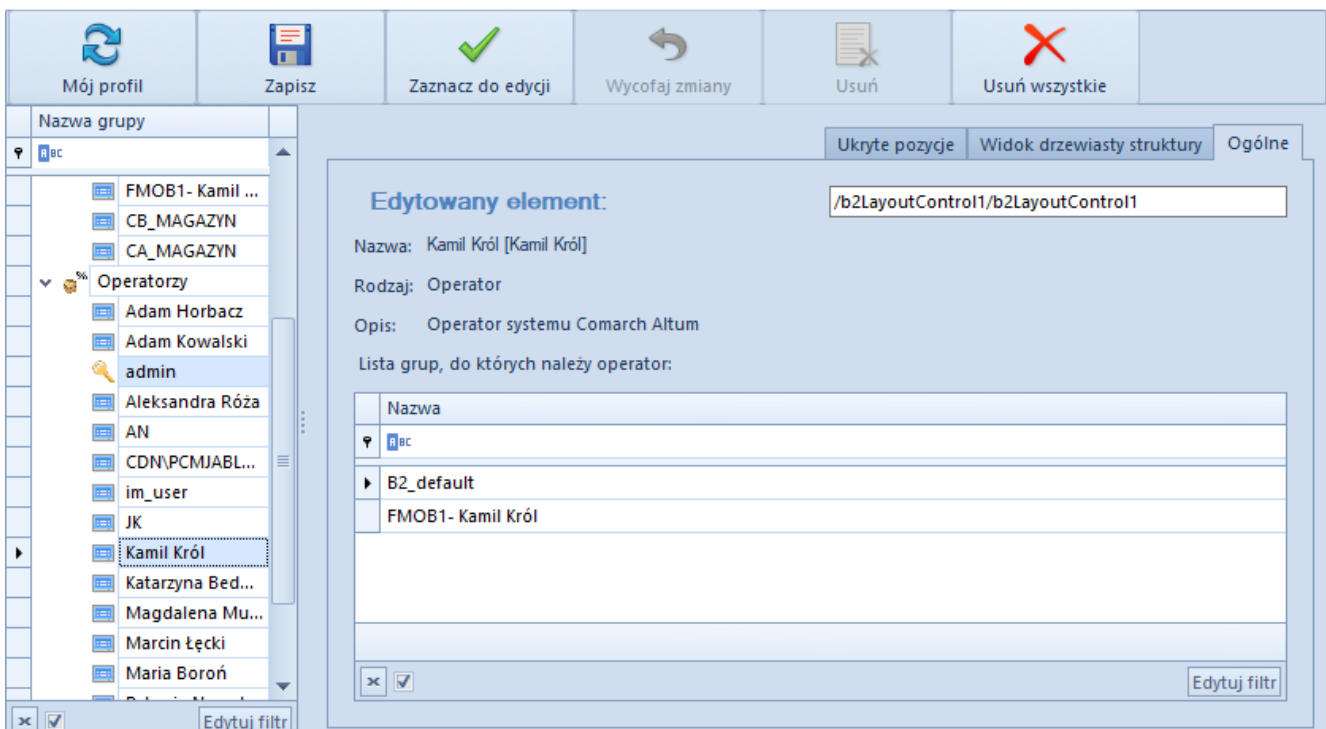 Mój profil
Zapisz
Zaznacz do edycji
Wycofaj zmiany
Usuń
Usuń wszystkie
Nazwa grupy
ABC
FMOB1- Kamil ...
CB_MAGAZYN
CA_MAGAZYN
Operatorzy
Adam Horbacz
Adam Kowalski
admin
Aleksandra Róża
AN
CDN\PCMJABL...
im_user
JK
Kamil Król
Katarzyna Bed...
Magdalena Mu...
Marcin Łęcki
Maria Boroń
Edytuj filtr
Ukryte pozycje
Widok drzewiasty struktury
Ogólne
Edytowany element:
/b2LayoutControl1/b2LayoutControl1
Nazwa: Kamil Król [Kamil Król]
Rodzaj: Operator
Opis: Operator systemu Comarch Altum
Lista grup, do których należy operator:
Nazwa
ABC
B2_default
FMOB1- Kamil Król
Edytuj filtr